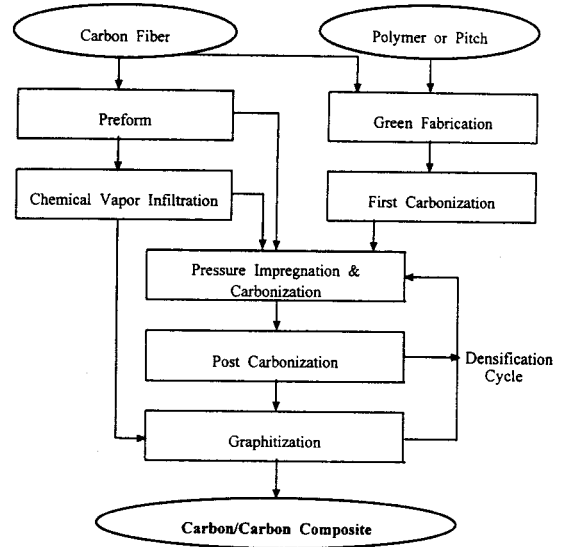 Carbon Fiber
Polymer or Pitch
Preform
Green Fabrication
Chemical Vapor Infiltration
First Carbonization
Pressure Impregnation &
Carbonization
Post Carbonization
Densification
Cycle
Graphitization
Carbon/Carbon Composite